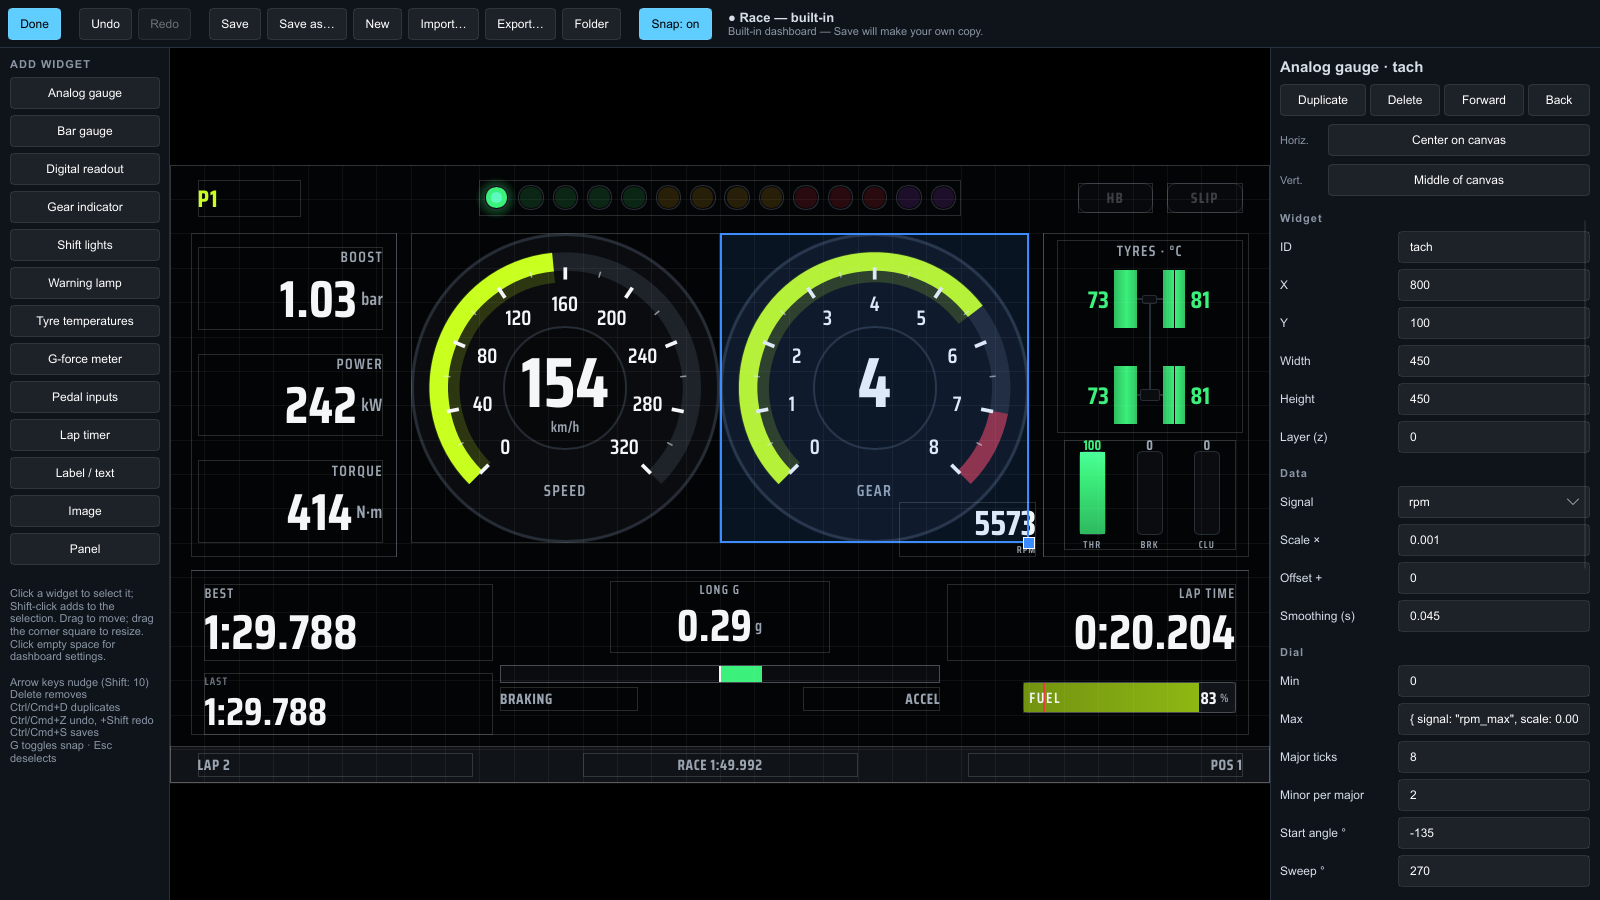 Done
Undo
Redo
Save
Save as...
New
Import...
Export...
Folder
Snap: on
● Race — built-in
Built-in dashboard — Save will make your own copy.
ADD WIDGET
Analog gauge
Bar gauge
Digital readout
Gear indicator
Shift lights
Warning lamp
Tyre temperatures
G-force meter
Pedal inputs
Lap timer
Label / text
Image
Panel
Click a widget to select it;
Shift-click adds to the
selection. Drag to move; drag
the corner square to resize.
Click empty space for
dashboard settings.
Arrow keys nudge (Shift: 10)
Delete removes
Ctrl/Cmd+D duplicates
Ctrl/Cmd+Z undo, +Shift redo
Ctrl/Cmd+S saves
G toggles snap · Esc
deselects
P1
HB
SLIP
BOOST
1.03 bar
POWER
242 kW
TORQUE
414 N·m
0
40
80
120
160
200
240
280
320
154
km/h
SPEED
0
1
2
3
4
5
6
7
8
4
GEAR
5573
RPM
TYRES · °C
73
81
73
81
100
0
0
THR
BRK
CLU
BEST
1:29.788
LAST
1:29.788
LONG G
0.29 g
BRAKING
ACCEL
LAP TIME
0:20.204
FUEL
83 %
LAP 2
RACE 1:49.992
POS 1
Analog gauge · tach
Duplicate
Delete
Forward
Back
Horiz.
Center on canvas
Vert.
Middle of canvas
Widget
ID
tach
X
800
Y
100
Width
450
Height
450
Layer (z)
0
Data
Signal
rpm
Scale ×
0.001
Offset +
0
Smoothing (s)
0.045
Dial
Min
0
Max
{ signal: "rpm_max", scale: 0.00
Major ticks
8
Minor per major
2
Start angle °
-135
Sweep °
270